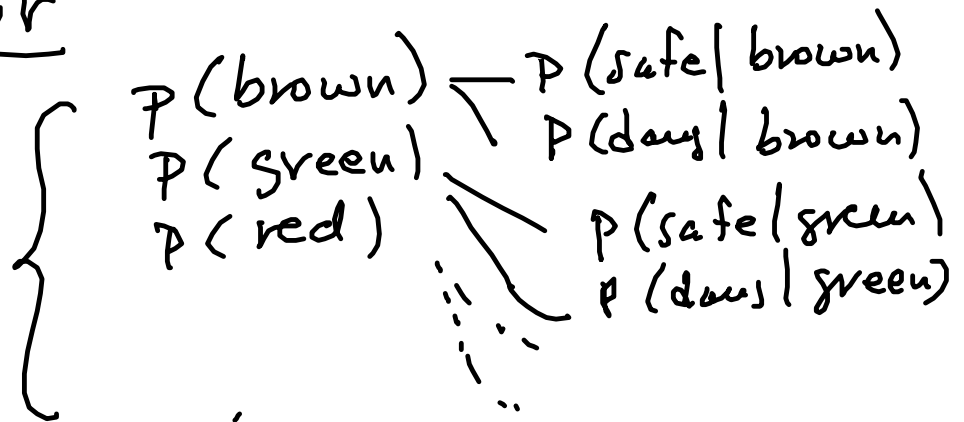 P(brown) — P(safe| brown)
P(dang| brown)
P(green)
P(red)
P(safe|green)
P(dang|green)